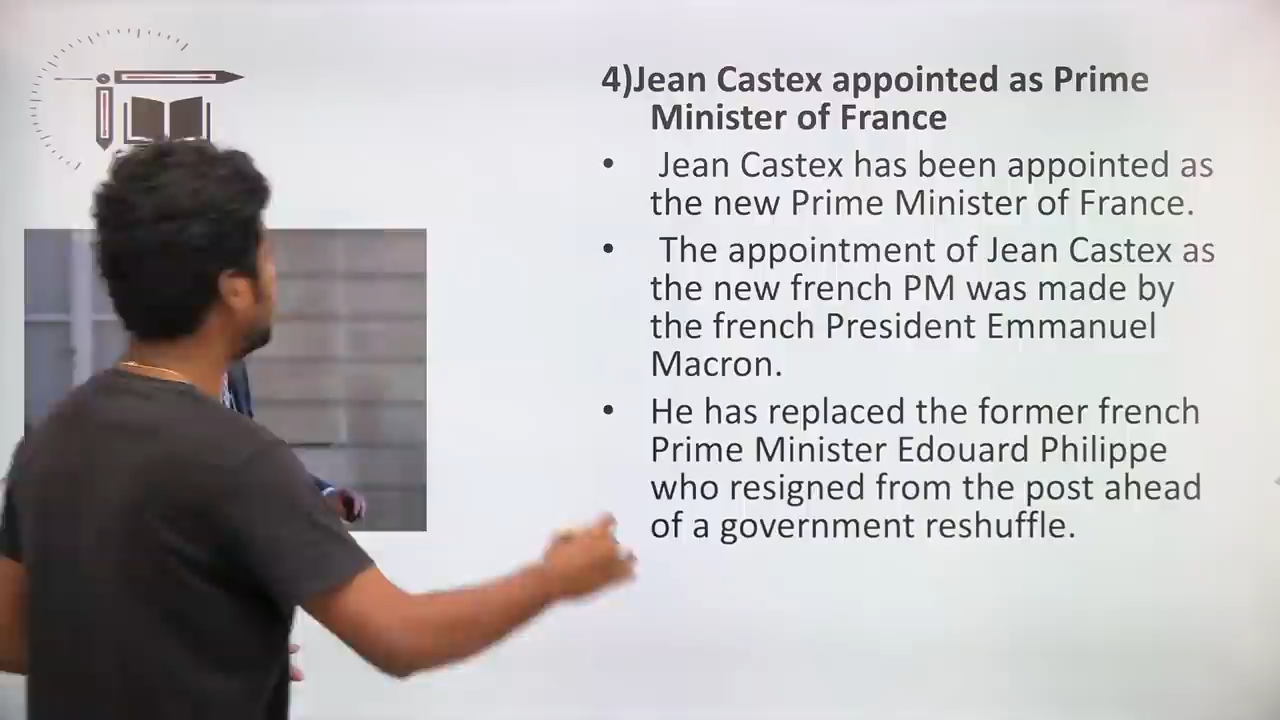 4)Jean Castex appointed as Prime
Minister of France
• Jean Castex has been appointed as
the new Prime Minister of France.
• The appointment of Jean Castex as
the new french PM was made by
the french President Emmanuel
Macron.
• He has replaced the former french
Prime Minister Edouard Philippe
who resigned from the post ahead
of a government reshuffle.